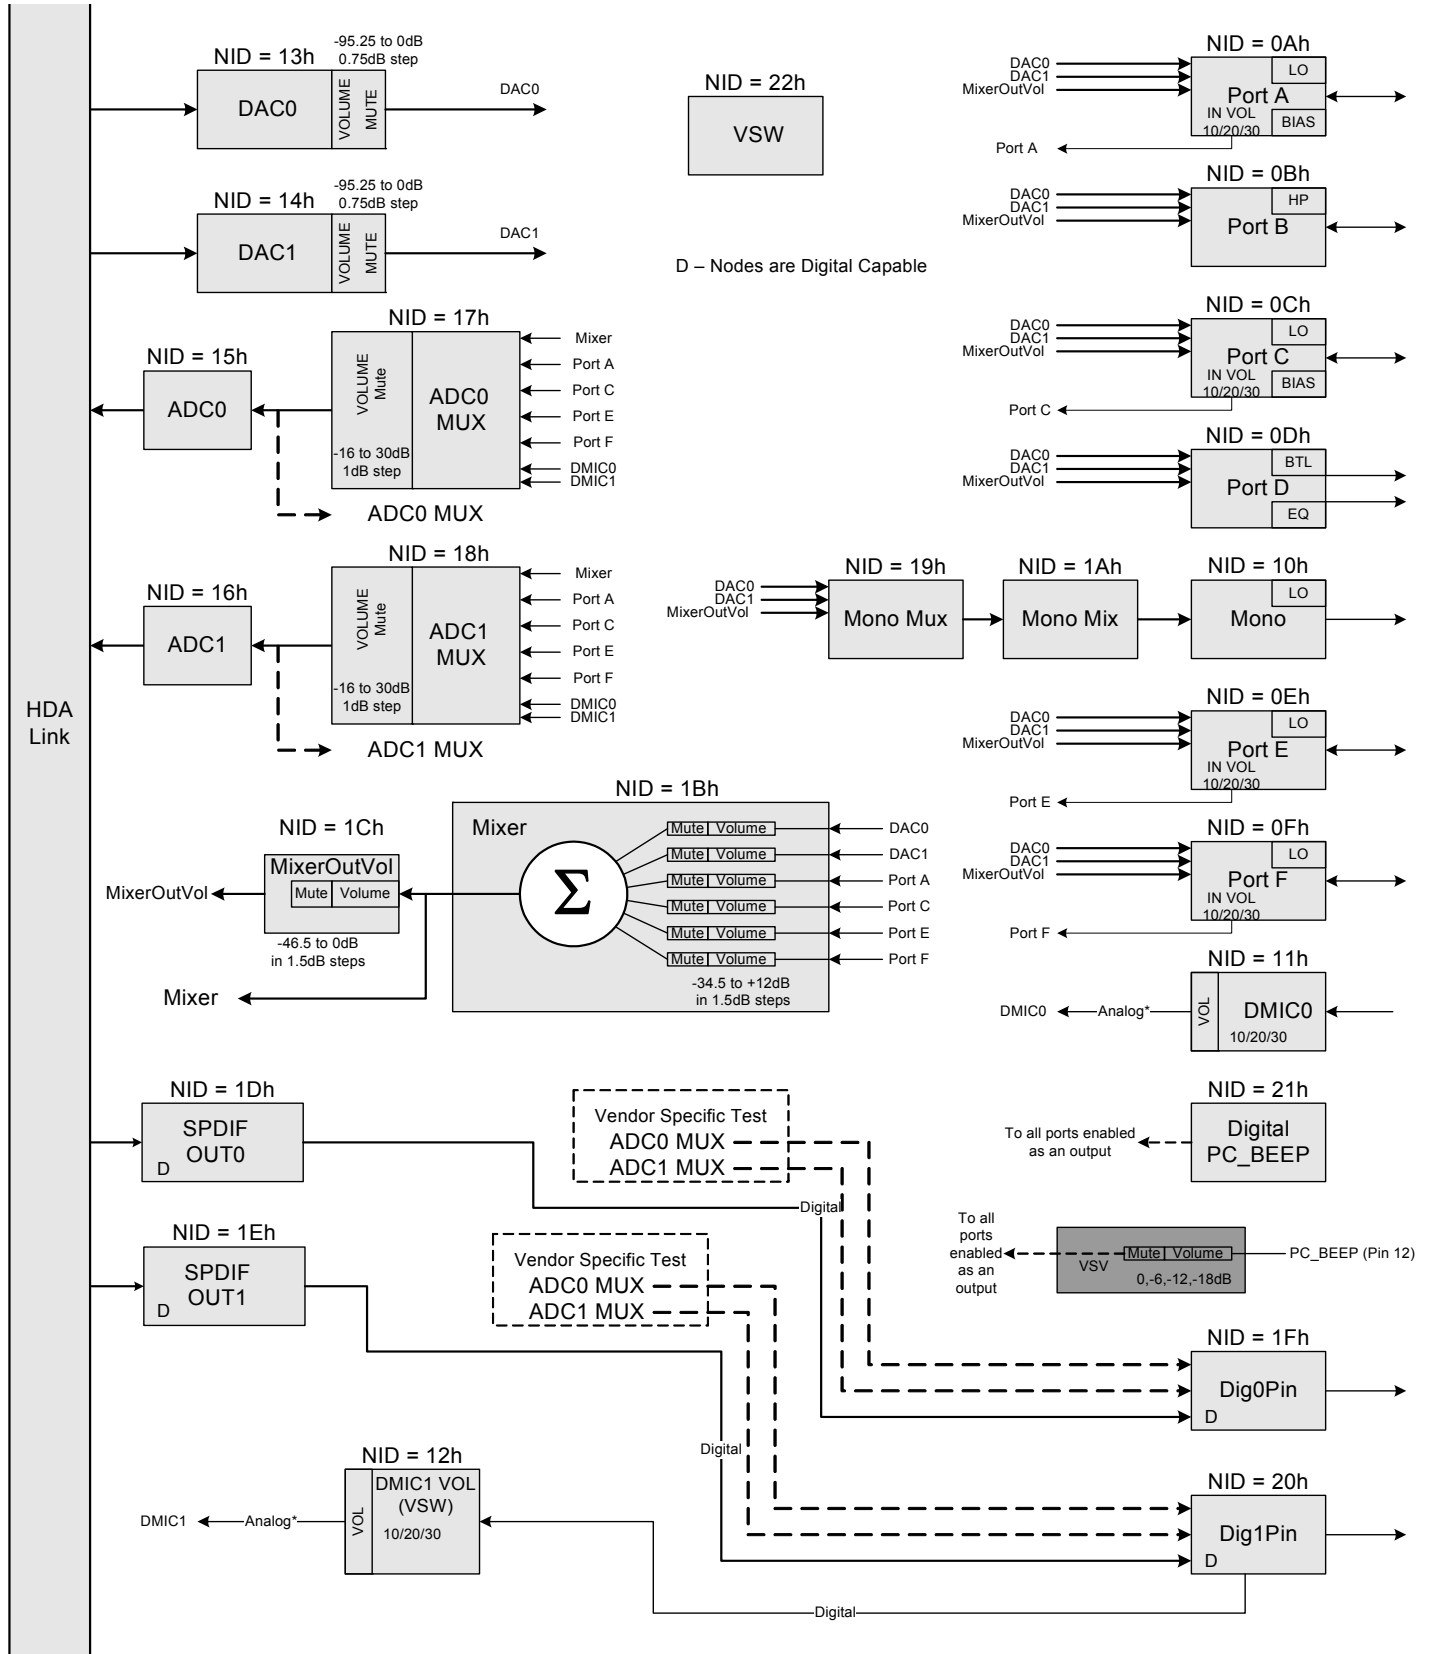 HDA
Link
NID = 13h
-95.25 to 0dB
0.75dB step
DAC0
VOLUME
MUTE
DAC0
NID = 14h
-95.25 to 0dB
0.75dB step
DAC1
VOLUME
MUTE
DAC1
NID = 22h
VSW
D – Nodes are Digital Capable
NID = 17h
VOLUME
Mute
-16 to 30dB
1dB step
ADC0
MUX
Mixer
Port A
Port C
Port E
Port F
DMIC0
DMIC1
NID = 15h
ADC0
ADC0 MUX
NID = 18h
VOLUME
Mute
-16 to 30dB
1dB step
ADC1
MUX
Mixer
Port A
Port C
Port E
Port F
DMIC0
DMIC1
NID = 16h
ADC1
ADC1 MUX
NID = 0Ah
DAC0
DAC1
MixerOutVol
LO
Port A
IN VOL
10/20/30
BIAS
Port A
NID = 0Bh
DAC0
DAC1
MixerOutVol
HP
Port B
NID = 0Ch
DAC0
DAC1
MixerOutVol
LO
Port C
IN VOL
10/20/30
BIAS
Port C
NID = 0Dh
DAC0
DAC1
MixerOutVol
BTL
Port D
EQ
NID = 19h
DAC0
DAC1
MixerOutVol
Mono Mux
NID = 1Ah
Mono Mix
NID = 10h
LO
Mono
NID = 0Eh
DAC0
DAC1
MixerOutVol
LO
Port E
IN VOL
10/20/30
Port E
NID = 0Fh
DAC0
DAC1
MixerOutVol
LO
Port F
IN VOL
10/20/30
Port F
NID = 1Bh
Mixer
Σ
Mute Volume
DAC0
Mute Volume
DAC1
Mute Volume
Port A
Mute Volume
Port C
Mute Volume
Port E
Mute Volume
Port F
-34.5 to +12dB
in 1.5dB steps
NID = 1Ch
MixerOutVol
Mute Volume
MixerOutVol
-46.5 to 0dB
in 1.5dB steps
Mixer
NID = 11h
DMIC0
Analog*
VOL
DMIC0
10/20/30
NID = 1Dh
SPDIF
OUT0
D
Vendor Specific Test
ADC0 MUX
ADC1 MUX
Digital
NID = 21h
Digital
PC_BEEP
To all ports enabled
as an output
NID = 1Eh
SPDIF
OUT1
D
Vendor Specific Test
ADC0 MUX
ADC1 MUX
Digital
To all
ports
enabled
as an
output
VSV
Mute Volume
0,-6,-12,-18dB
PC_BEEP (Pin 12)
NID = 1Fh
Dig0Pin
D
NID = 12h
VOL
DMIC1 VOL
(VSW)
10/20/30
DMIC1
Analog*
NID = 20h
Dig1Pin
D
Digital